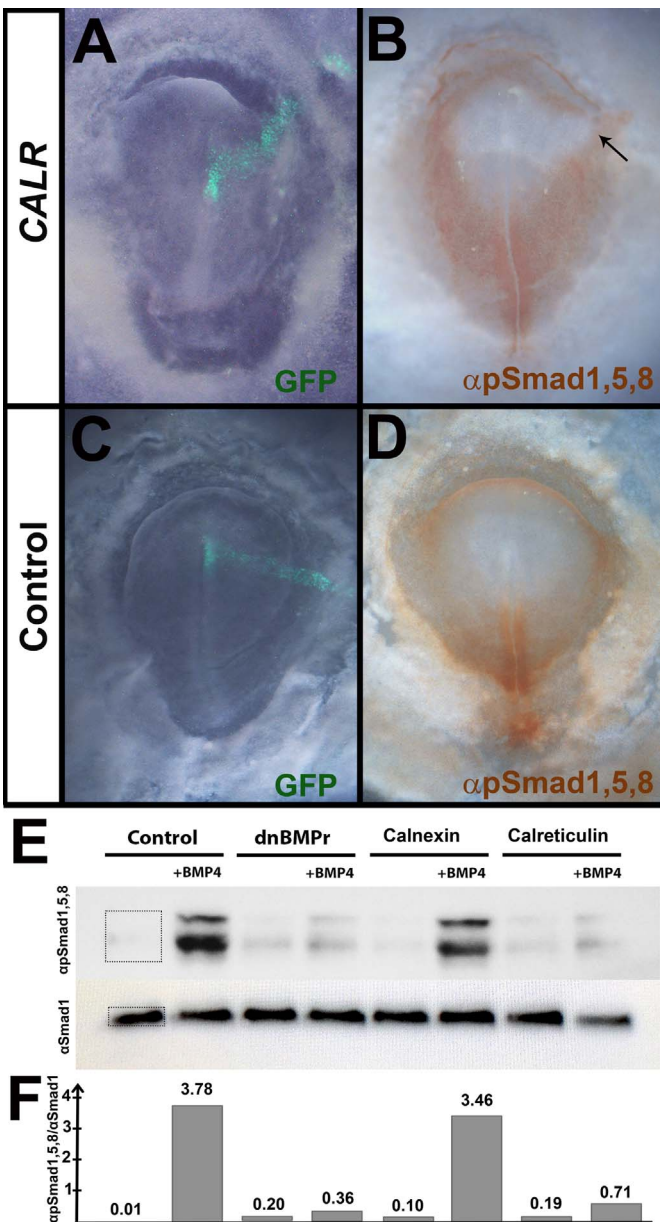 A
B
CALR
GFP
αpSmad1,5,8
C
D
Control
GFP
αpSmad1,5,8
E
Control dnBMPr Calnexin Calreticulin
+BMP4 +BMP4 +BMP4 +BMP4
αpSmad1,5,8
αSmad1
F
αpSmad1,5,8/αSmad1
4
3
2
1
0.01 3.78 0.20 0.36 0.10 3.46 0.19 0.71